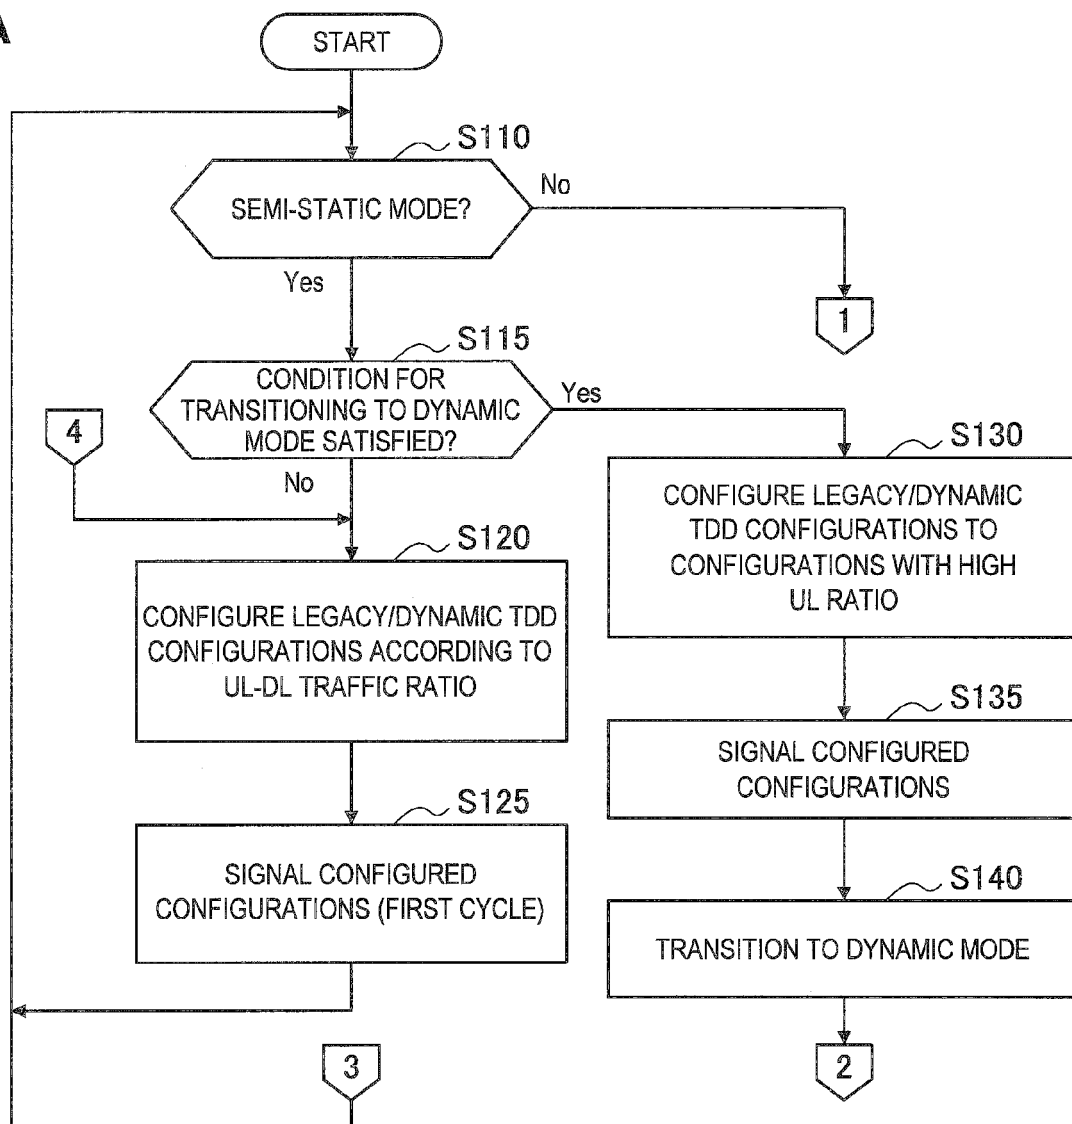 A
START
S110
SEMI-STATIC MODE?
No
Yes
1
S115
CONDITION FOR
TRANSITIONING TO DYNAMIC
MODE SATISFIED?
Yes
4
No
S130
CONFIGURE LEGACY/DYNAMIC
TDD CONFIGURATIONS TO
CONFIGURATIONS WITH HIGH
UL RATIO
S120
CONFIGURE LEGACY/DYNAMIC TDD
CONFIGURATIONS ACCORDING TO
UL-DL TRAFFIC RATIO
S135
SIGNAL CONFIGURED
CONFIGURATIONS
S125
SIGNAL CONFIGURED
CONFIGURATIONS (FIRST CYCLE)
S140
TRANSITION TO DYNAMIC MODE
3
2